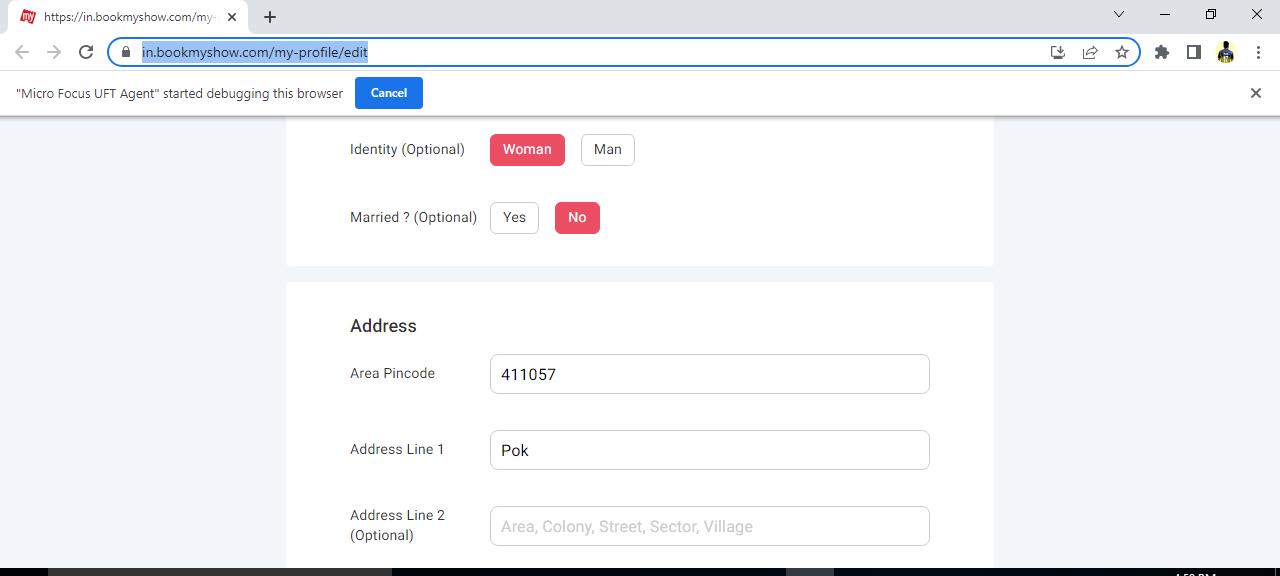 my https://in.bookmyshow.com/my-
in.bookmyshow.com/my-profile/edit
"Micro Focus UFT Agent" started debugging this browser Cancel
Identity (Optional) Woman Man
Married ? (Optional) Yes No
Address
Area Pincode 411057
Address Line 1 Pok
Address Line 2 Area, Colony, Street, Sector, Village
(Optional)